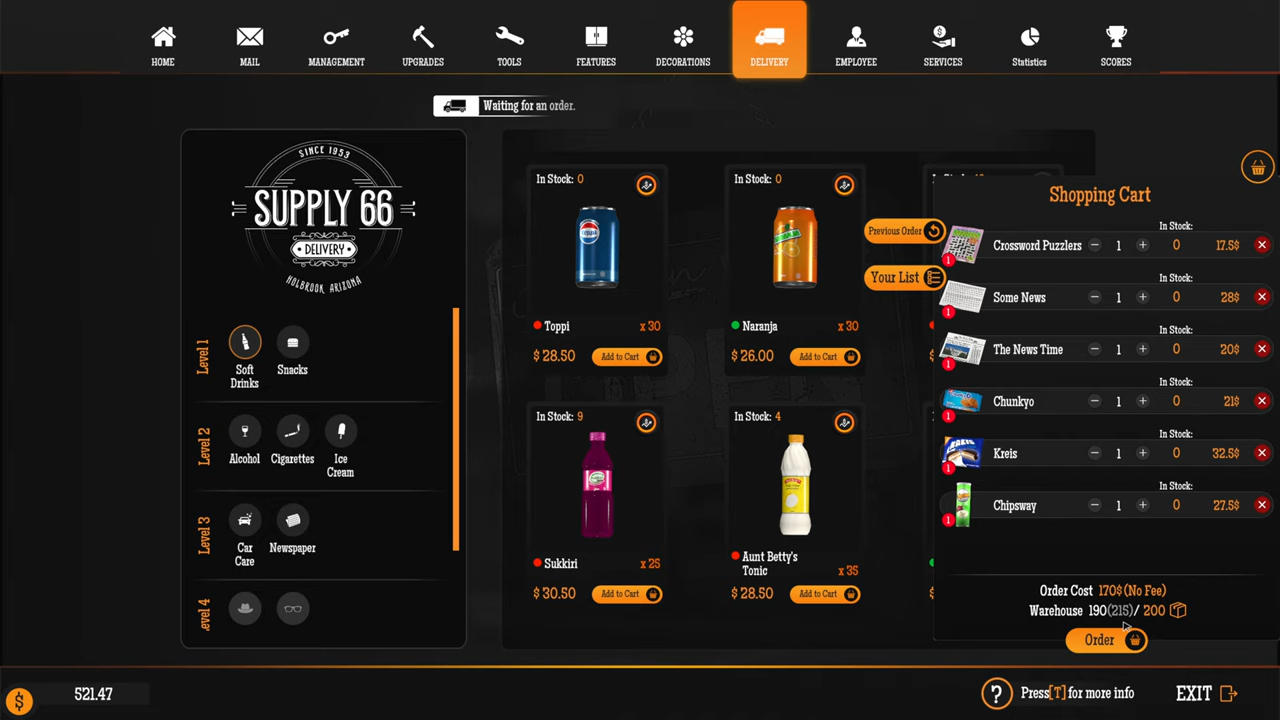 HOME
MAIL
MANAGEMENT
UPGRADES
TOOLS
FEATURES
DECORATIONS
DELIVERY
EMPLOYEE
SERVICES
Statistics
SCORES
Waiting for an order.
SINCE 1953
SUPPLY 66
DELIVERY
HOLBROOK, ARIZONA
Level 1
Soft
Drinks
Snacks
Level 2
Alcohol
Cigarettes
Ice
Cream
Level 3
Car
Care
Newspaper
Level 4
In Stock: 0
Toppi x 30
$ 28.50 Add to Cart
In Stock: 0
Naranja x 30
$ 26.00 Add to Cart
In Stock: 9
Sukkiri x 25
$ 30.50 Add to Cart
In Stock: 4
Aunt Betty's
Tonic x 35
$ 28.50 Add to Cart
Previous Order
Your List
Shopping Cart
In Stock:
Crossword Puzzlers − 1 + 0 17.5$
1
In Stock:
Some News − 1 + 0 28$
1
In Stock:
The News Time − 1 + 0 20$
1
In Stock:
Chunkyo − 1 + 0 21$
1
In Stock:
Kreis − 1 + 0 32.5$
1
In Stock:
Chipsway − 1 + 0 27.5$
1
Order Cost 170$(No Fee)
Warehouse 190(215)/ 200
Order
$ 521.47
? Press[T] for more info
EXIT